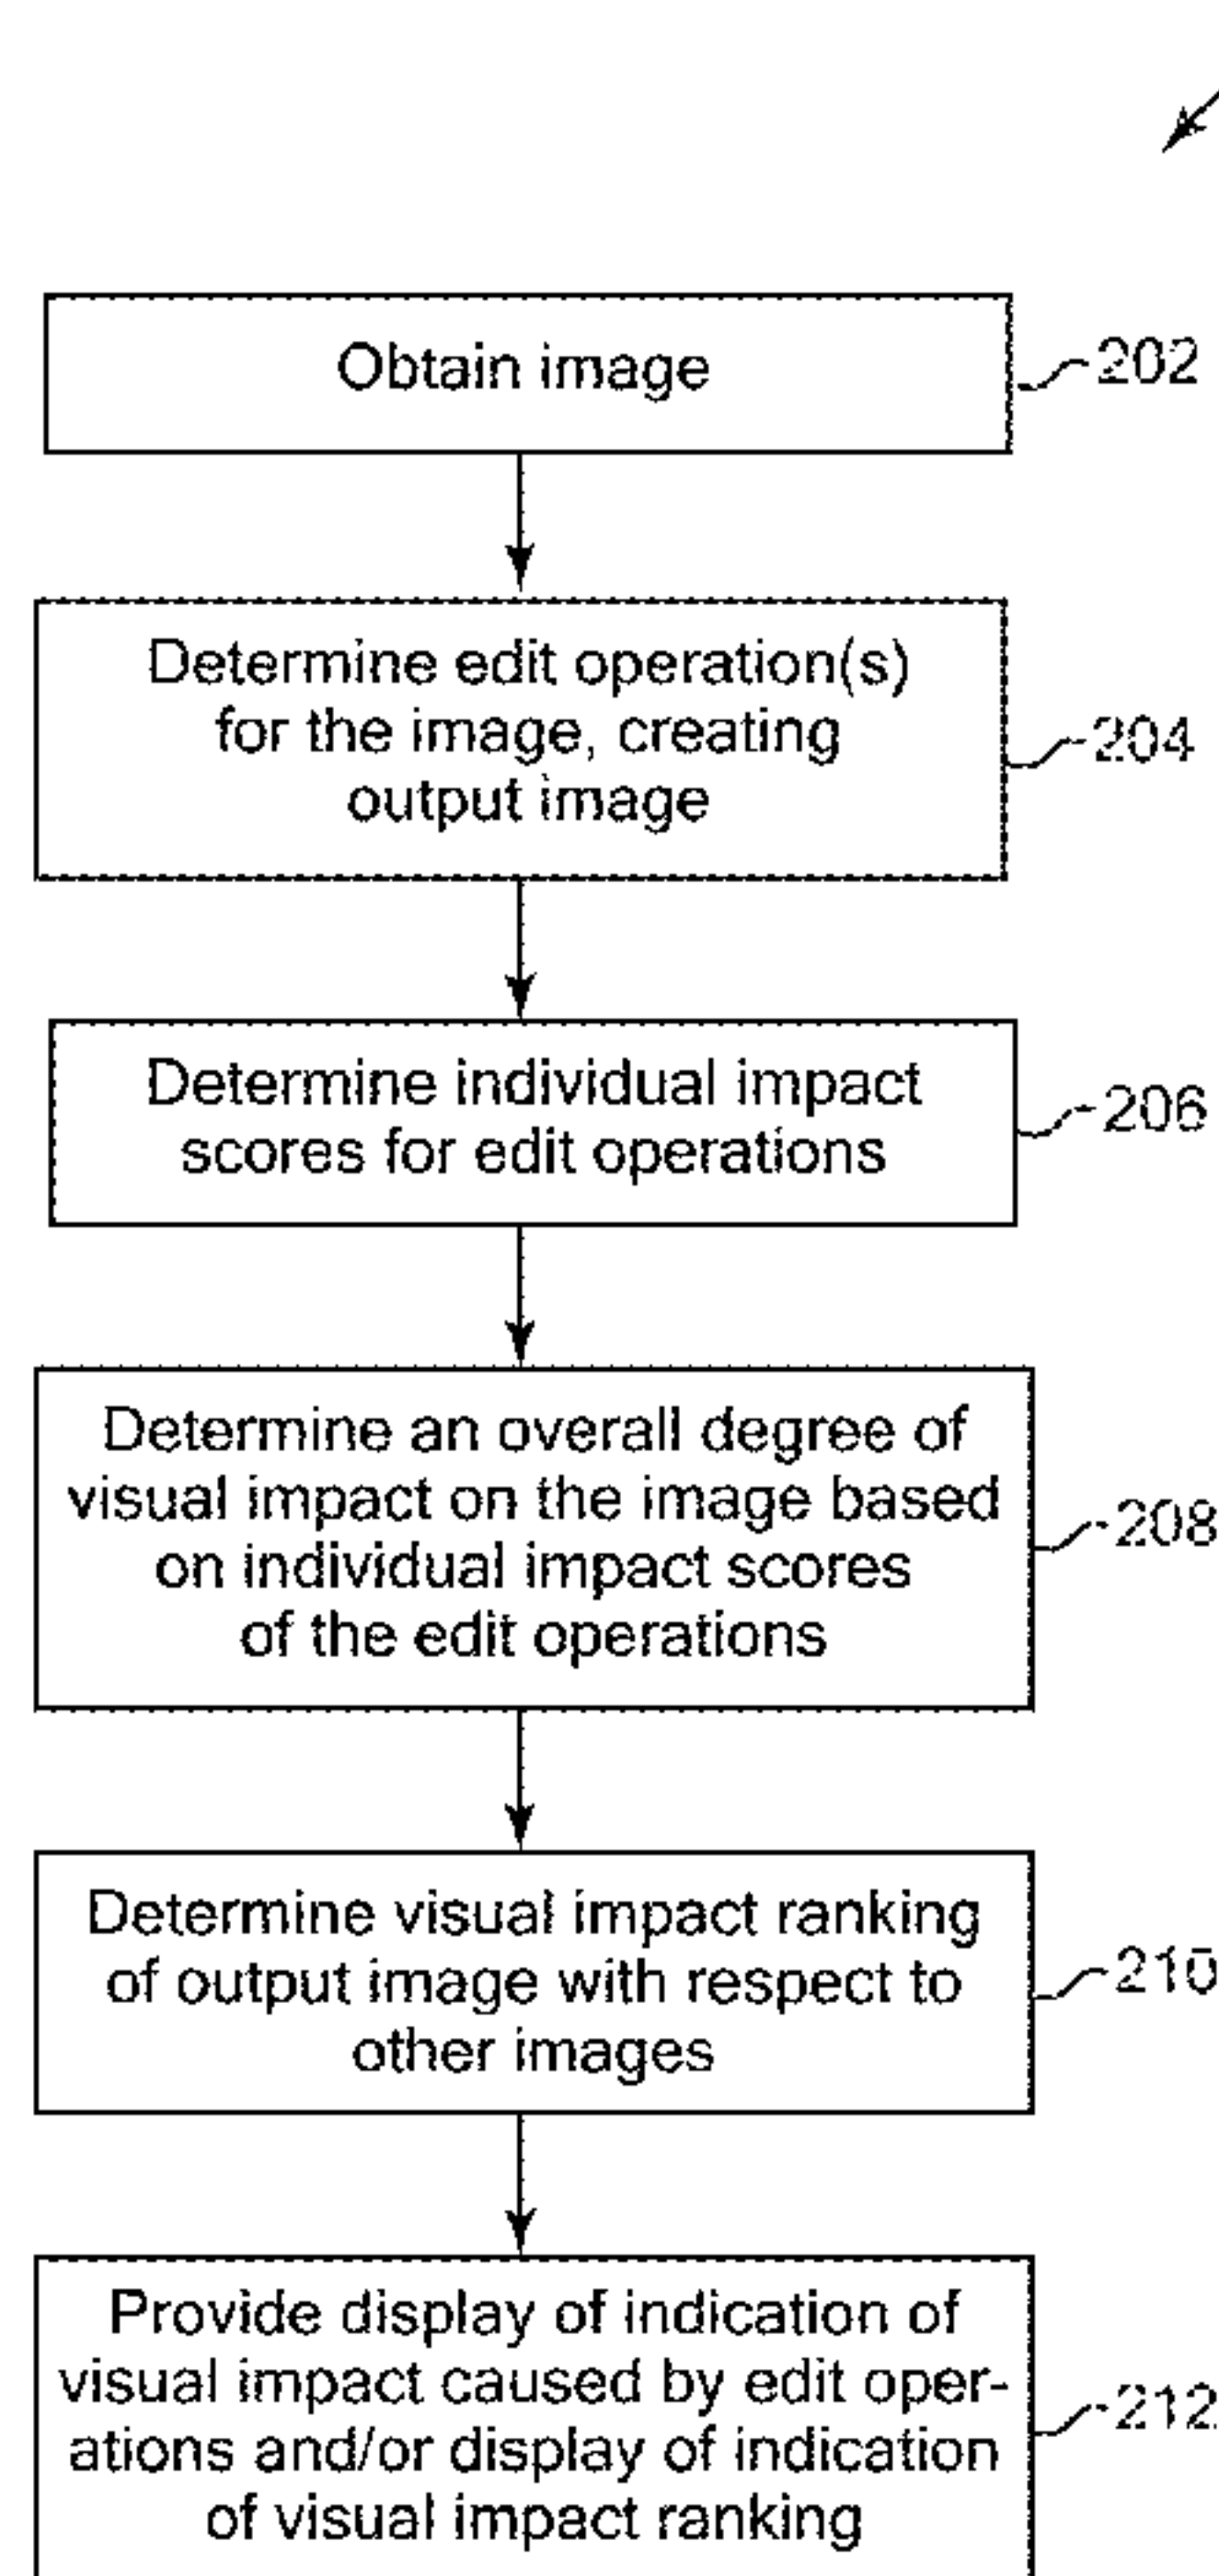 Obtain image
202
Determine edit operation(s)
for the image, creating
output image
204
Determine individual impact
scores for edit operations
206
Determine an overall degree of
visual impact on the image based
on individual impact scores
of the edit operations
208
Determine visual impact ranking
of output image with respect to
other images
210
Provide display of indication of
visual impact caused by edit oper-
ations and/or display of indication
of visual impact ranking
212